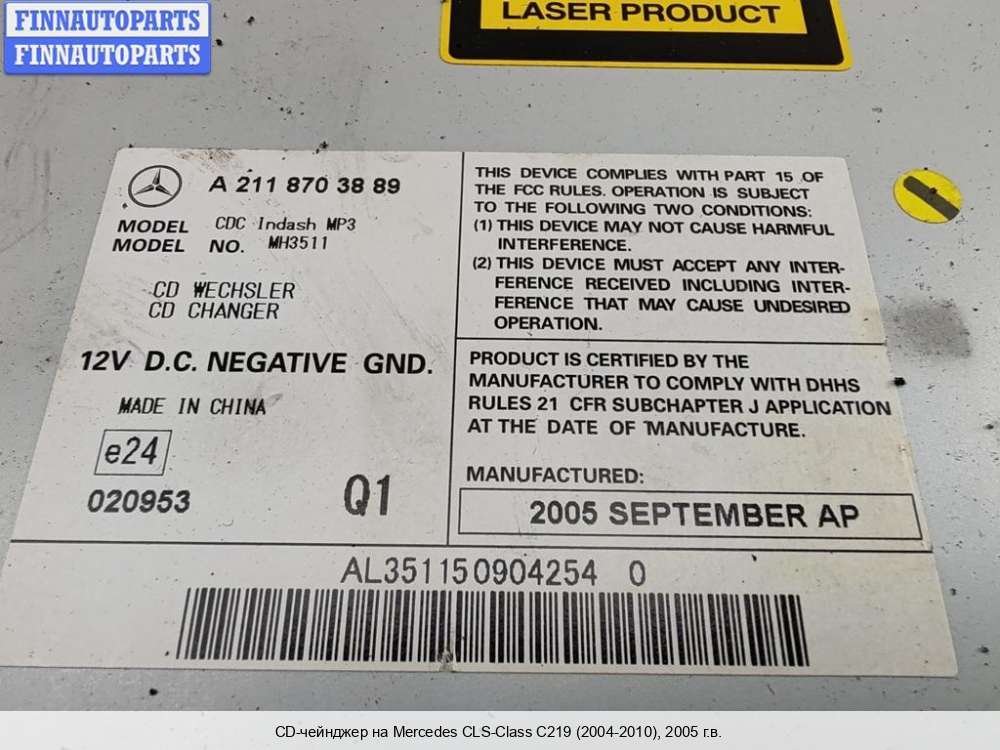 FINNAUTOPARTS
FINNAUTOPARTS
LASER PRODUCT
A 211 870 38 89
MODEL CDC Indash MP3
MODEL NO. MH3511
CD WECHSLER
CD CHANGER
12V D.C. NEGATIVE GND.
MADE IN CHINA
e24
020953
Q1
THIS DEVICE COMPLIES WITH PART 15 OF
THE FCC RULES. OPERATION IS SUBJECT
TO THE FOLLOWING TWO CONDITIONS:
(1) THIS DEVICE MAY NOT CAUSE HARMFUL
INTERFERENCE.
(2) THIS DEVICE MUST ACCEPT ANY INTER-
FERENCE RECEIVED INCLUDING INTER-
FERENCE THAT MAY CAUSE UNDESIRED
OPERATION.
PRODUCT IS CERTIFIED BY THE
MANUFACTURER TO COMPLY WITH DHHS
RULES 21 CFR SUBCHAPTER J APPLICATION
AT THE DATE OF MANUFACTURE.
MANUFACTURED:
2005 SEPTEMBER AP
AL351150904254 0
CD-чейнджер на Mercedes CLS-Class C219 (2004-2010), 2005 г.в.